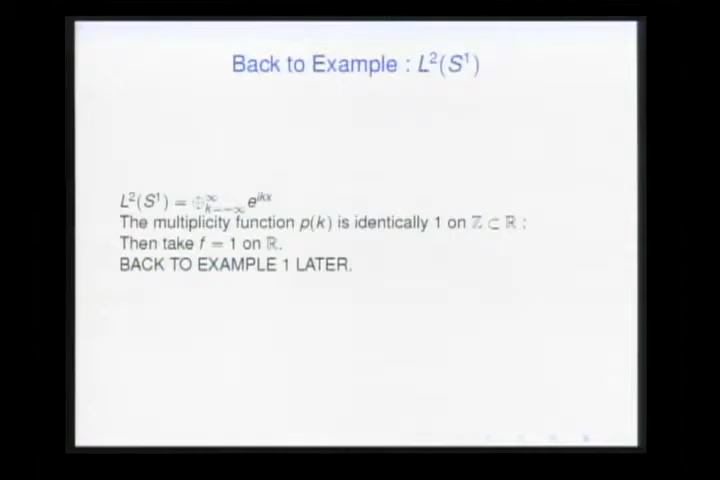 Back to Example : L²(S¹)
L²(S¹) = ⊕_{k=-∞}^{∞} e^{ikx}
The multiplicity function p(k) is identically 1 on ℤ ⊂ ℝ :
Then take f = 1 on ℝ.
BACK TO EXAMPLE 1 LATER.